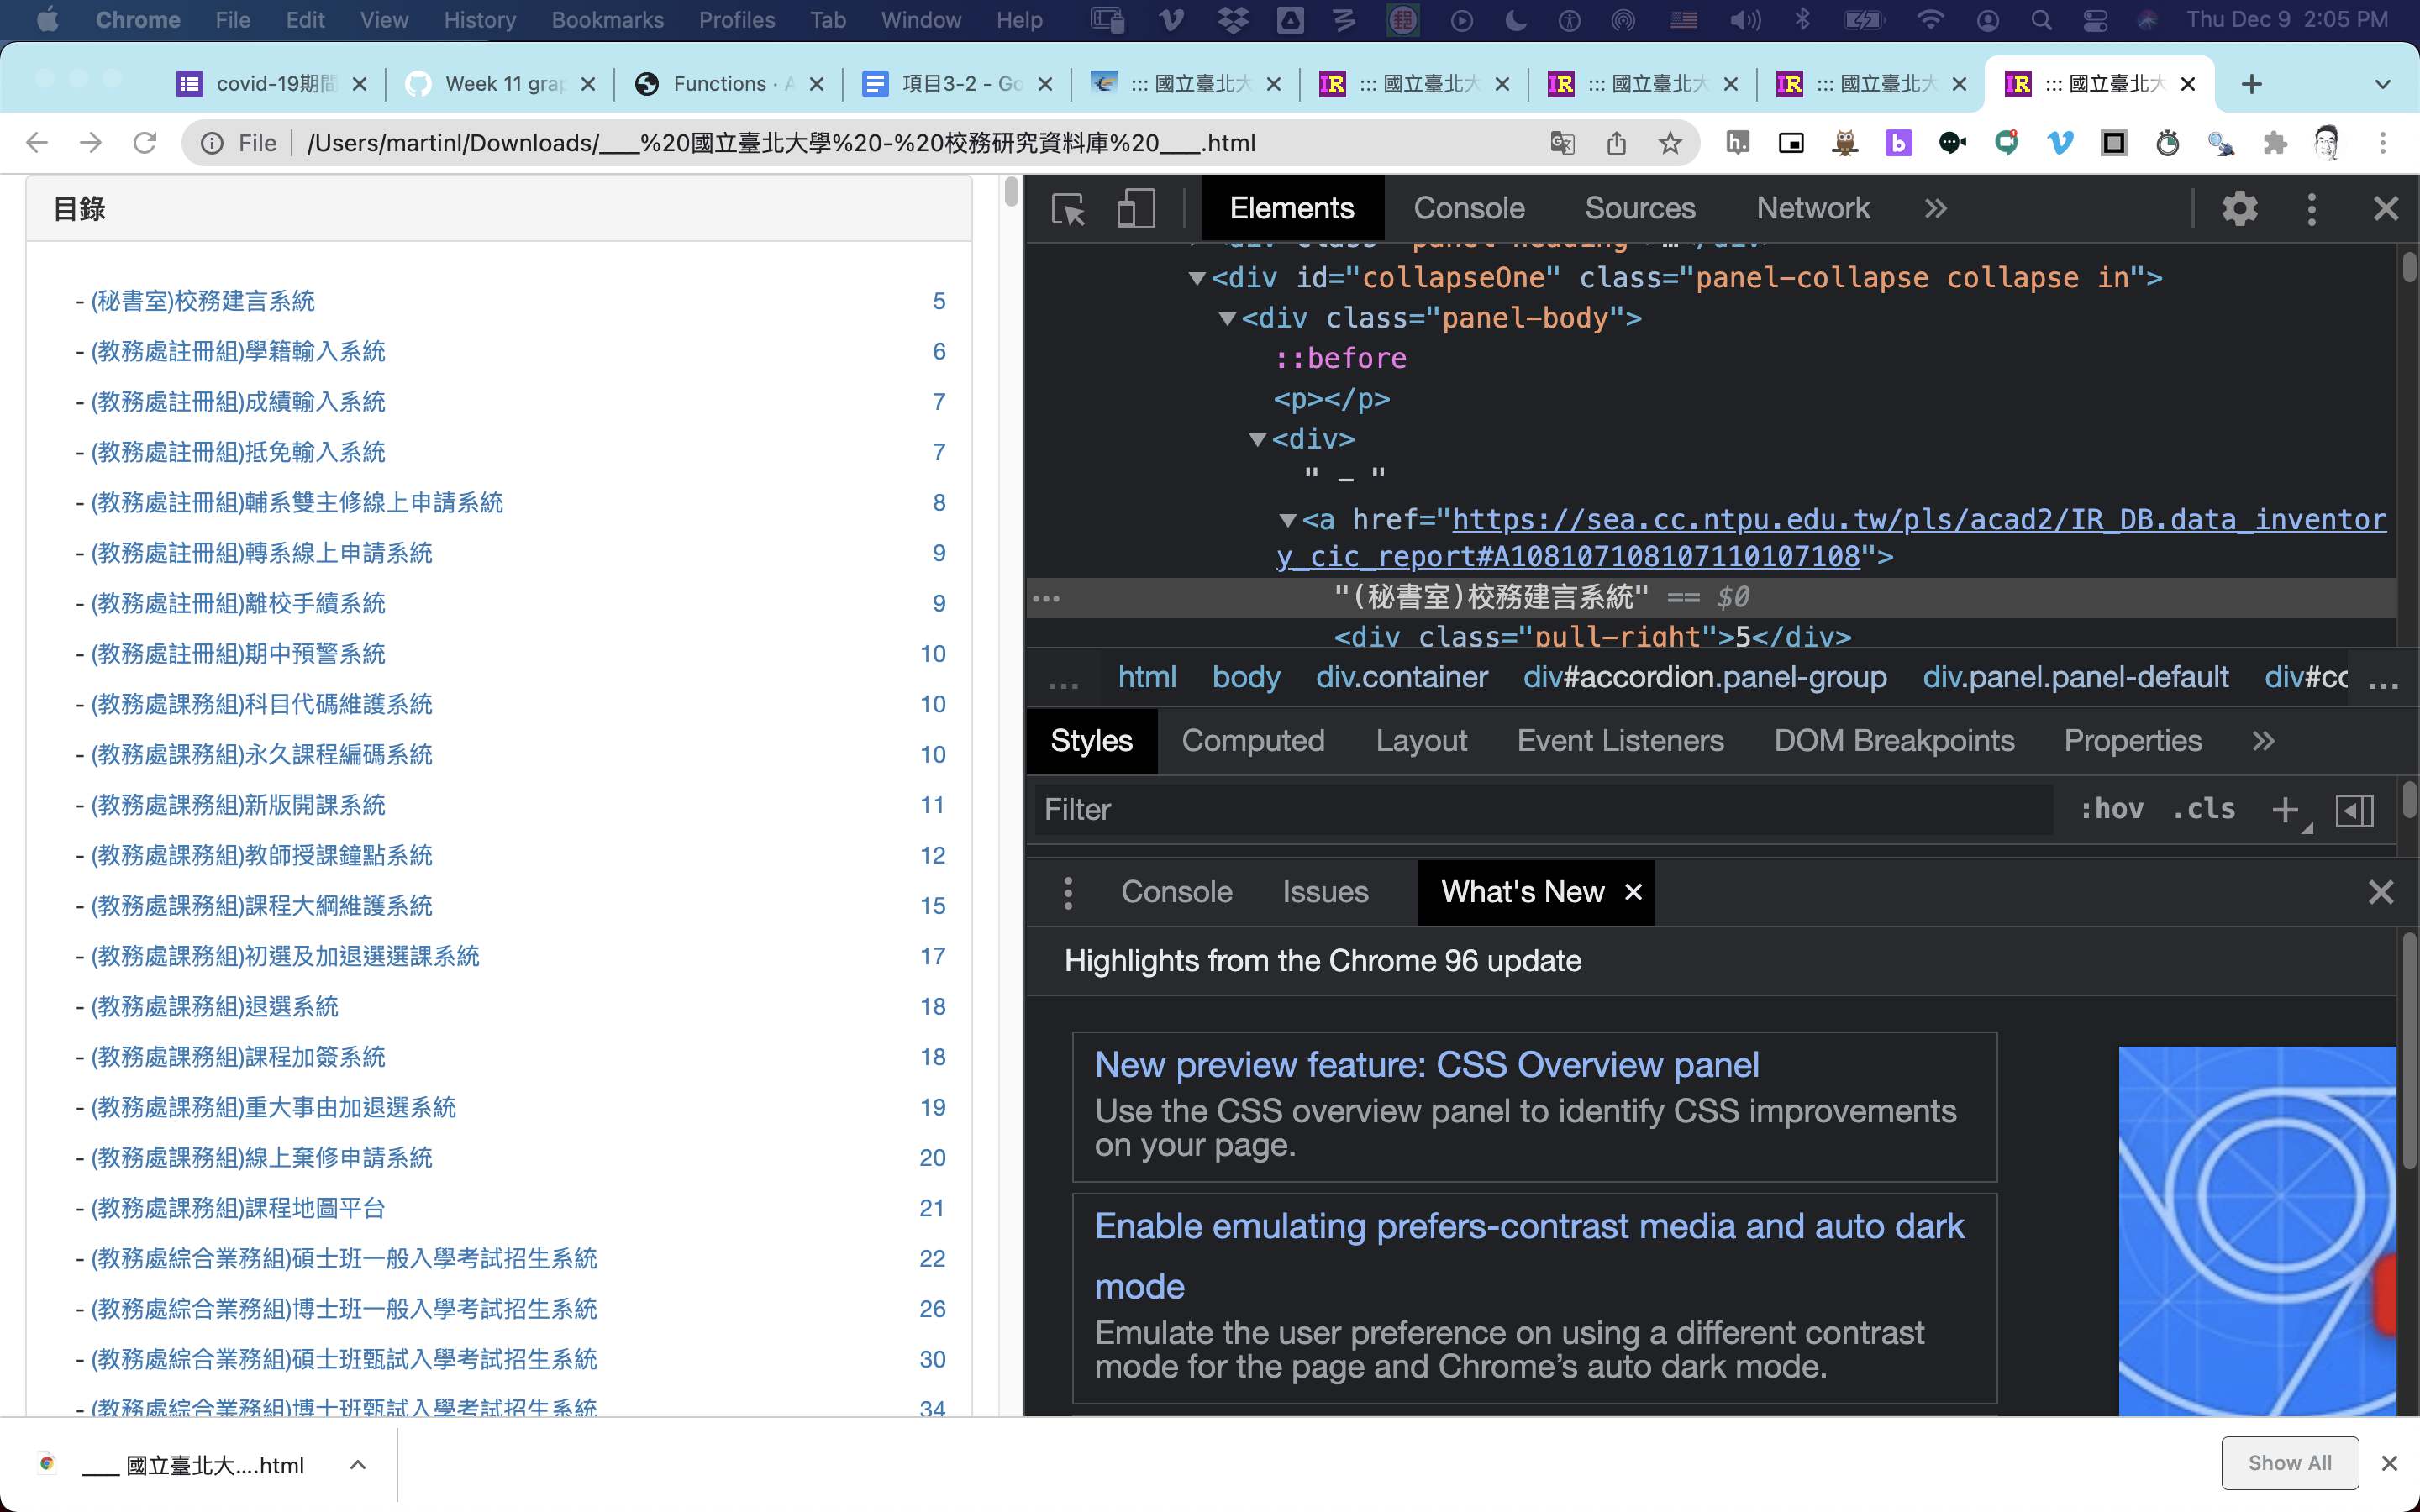 Chrome File Edit View History Bookmarks Profiles Tab Window Help Thu Dec 9 2:05 PM
covid-19期間 Week 11 grap Functions · A 項目3-2 - Go ::: 國立臺北大 ::: 國立臺北大 ::: 國立臺北大 ::: 國立臺北大 ::: 國立臺北大
File /Users/martinl/Downloads/____%20國立臺北大學%20-%20校務研究資料庫%20____.html
目錄
- (秘書室)校務建言系統 5
- (教務處註冊組)學籍輸入系統 6
- (教務處註冊組)成績輸入系統 7
- (教務處註冊組)抵免輸入系統 7
- (教務處註冊組)輔系雙主修線上申請系統 8
- (教務處註冊組)轉系線上申請系統 9
- (教務處註冊組)離校手續系統 9
- (教務處註冊組)期中預警系統 10
- (教務處課務組)科目代碼維護系統 10
- (教務處課務組)永久課程編碼系統 10
- (教務處課務組)新版開課系統 11
- (教務處課務組)教師授課鐘點系統 12
- (教務處課務組)課程大綱維護系統 15
- (教務處課務組)初選及加退選選課系統 17
- (教務處課務組)退選系統 18
- (教務處課務組)課程加簽系統 18
- (教務處課務組)重大事由加退選系統 19
- (教務處課務組)線上棄修申請系統 20
- (教務處課務組)課程地圖平台 21
- (教務處綜合業務組)碩士班一般入學考試招生系統 22
- (教務處綜合業務組)博士班一般入學考試招生系統 26
- (教務處綜合業務組)碩士班甄試入學考試招生系統 30
- (教務處綜合業務組)博士班甄試入學考試招生系統 34
Elements Console Sources Network
<div class="panel-heading">…</div>
<div id="collapseOne" class="panel-collapse collapse in">
<div class="panel-body">
::before
<p></p>
<div>
" – "
<a href="https://sea.cc.ntpu.edu.tw/pls/acad2/IR_DB.data_inventor
y_cic_report#A108107108107110107108">
"(秘書室)校務建言系統" == $0
<div class="pull-right">5</div>
… html body div.container div#accordion.panel-group div.panel.panel-default div#cc …
Styles Computed Layout Event Listeners DOM Breakpoints Properties
Filter :hov .cls
Console Issues What's New
Highlights from the Chrome 96 update
New preview feature: CSS Overview panel
Use the CSS overview panel to identify CSS improvements
on your page.
Enable emulating prefers-contrast media and auto dark
mode
Emulate the user preference on using a different contrast
mode for the page and Chrome’s auto dark mode.
____ 國立臺北大....html Show All